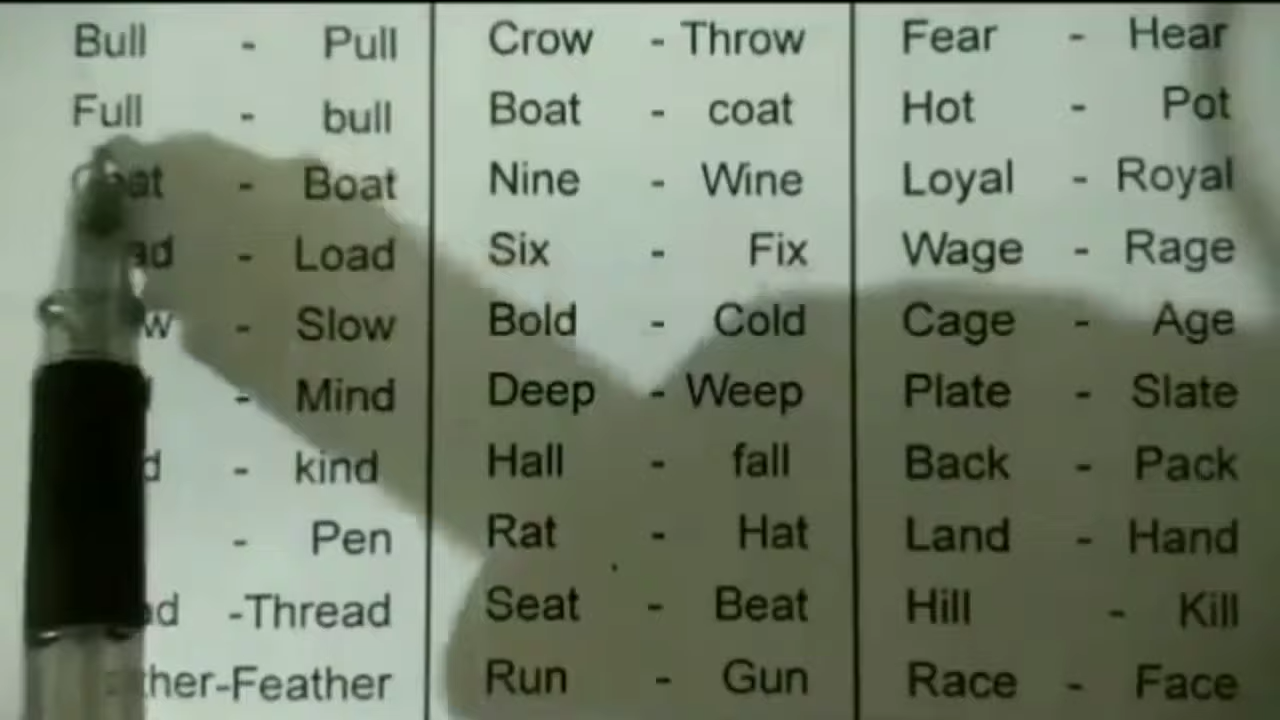 Bull - Pull
Full - bull
- Boat
- Load
- Slow
- Mind
- kind
- Pen
-Thread
-Feather
Crow - Throw
Boat - coat
Nine - Wine
Six - Fix
Bold - Cold
Deep - Weep
Hall - fall
Rat - Hat
Seat - Beat
Run - Gun
Fear - Hear
Hot - Pot
Loyal - Royal
Wage - Rage
Cage - Age
Plate - Slate
Back - Pack
Land - Hand
Hill - Kill
Race - Face